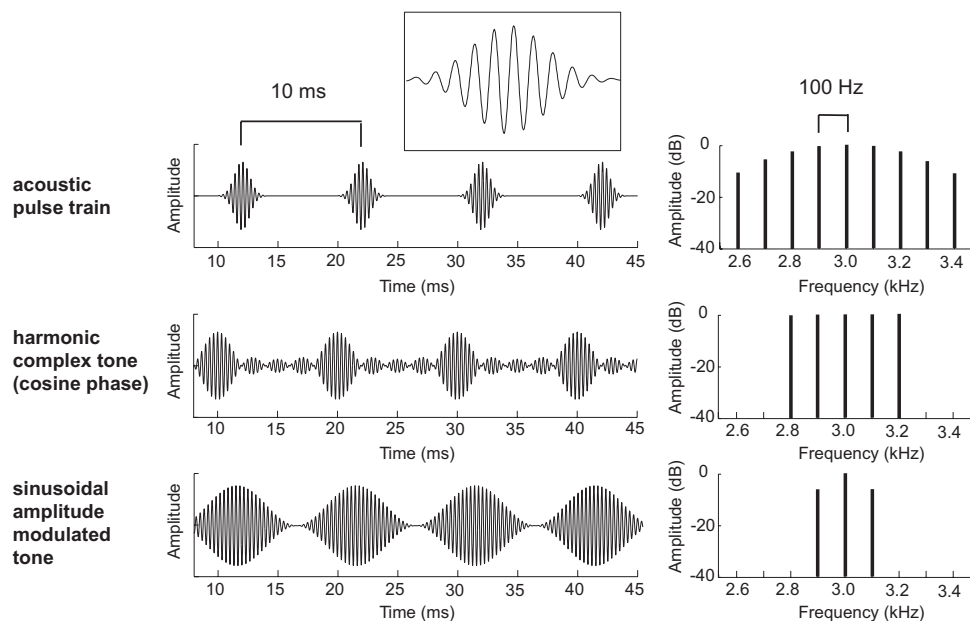 10 ms
100 Hz
acoustic
pulse train
Amplitude
10 15 20 25 30 35 40 45
Time (ms)
Amplitude (dB)
0
-20
-40
2.6 2.8 3.0 3.2 3.4
Frequency (kHz)
harmonic
complex tone
(cosine phase)
Amplitude
10 15 20 25 30 35 40 45
Time (ms)
Amplitude (dB)
0
-20
-40
2.6 2.8 3.0 3.2 3.4
Frequency (kHz)
sinusoidal
amplitude
modulated
tone
Amplitude
10 15 20 25 30 35 40 45
Time (ms)
Amplitude (dB)
0
-20
-40
2.6 2.8 3.0 3.2 3.4
Frequency (kHz)